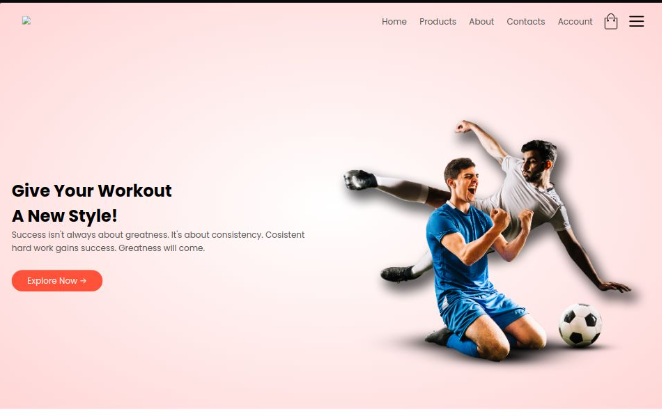 Home Products About Contacts Account
Give Your Workout
A New Style!
Success isn't always about greatness. It's about consistency. Cosistent
hard work gains success. Greatness will come.
Explore Now →